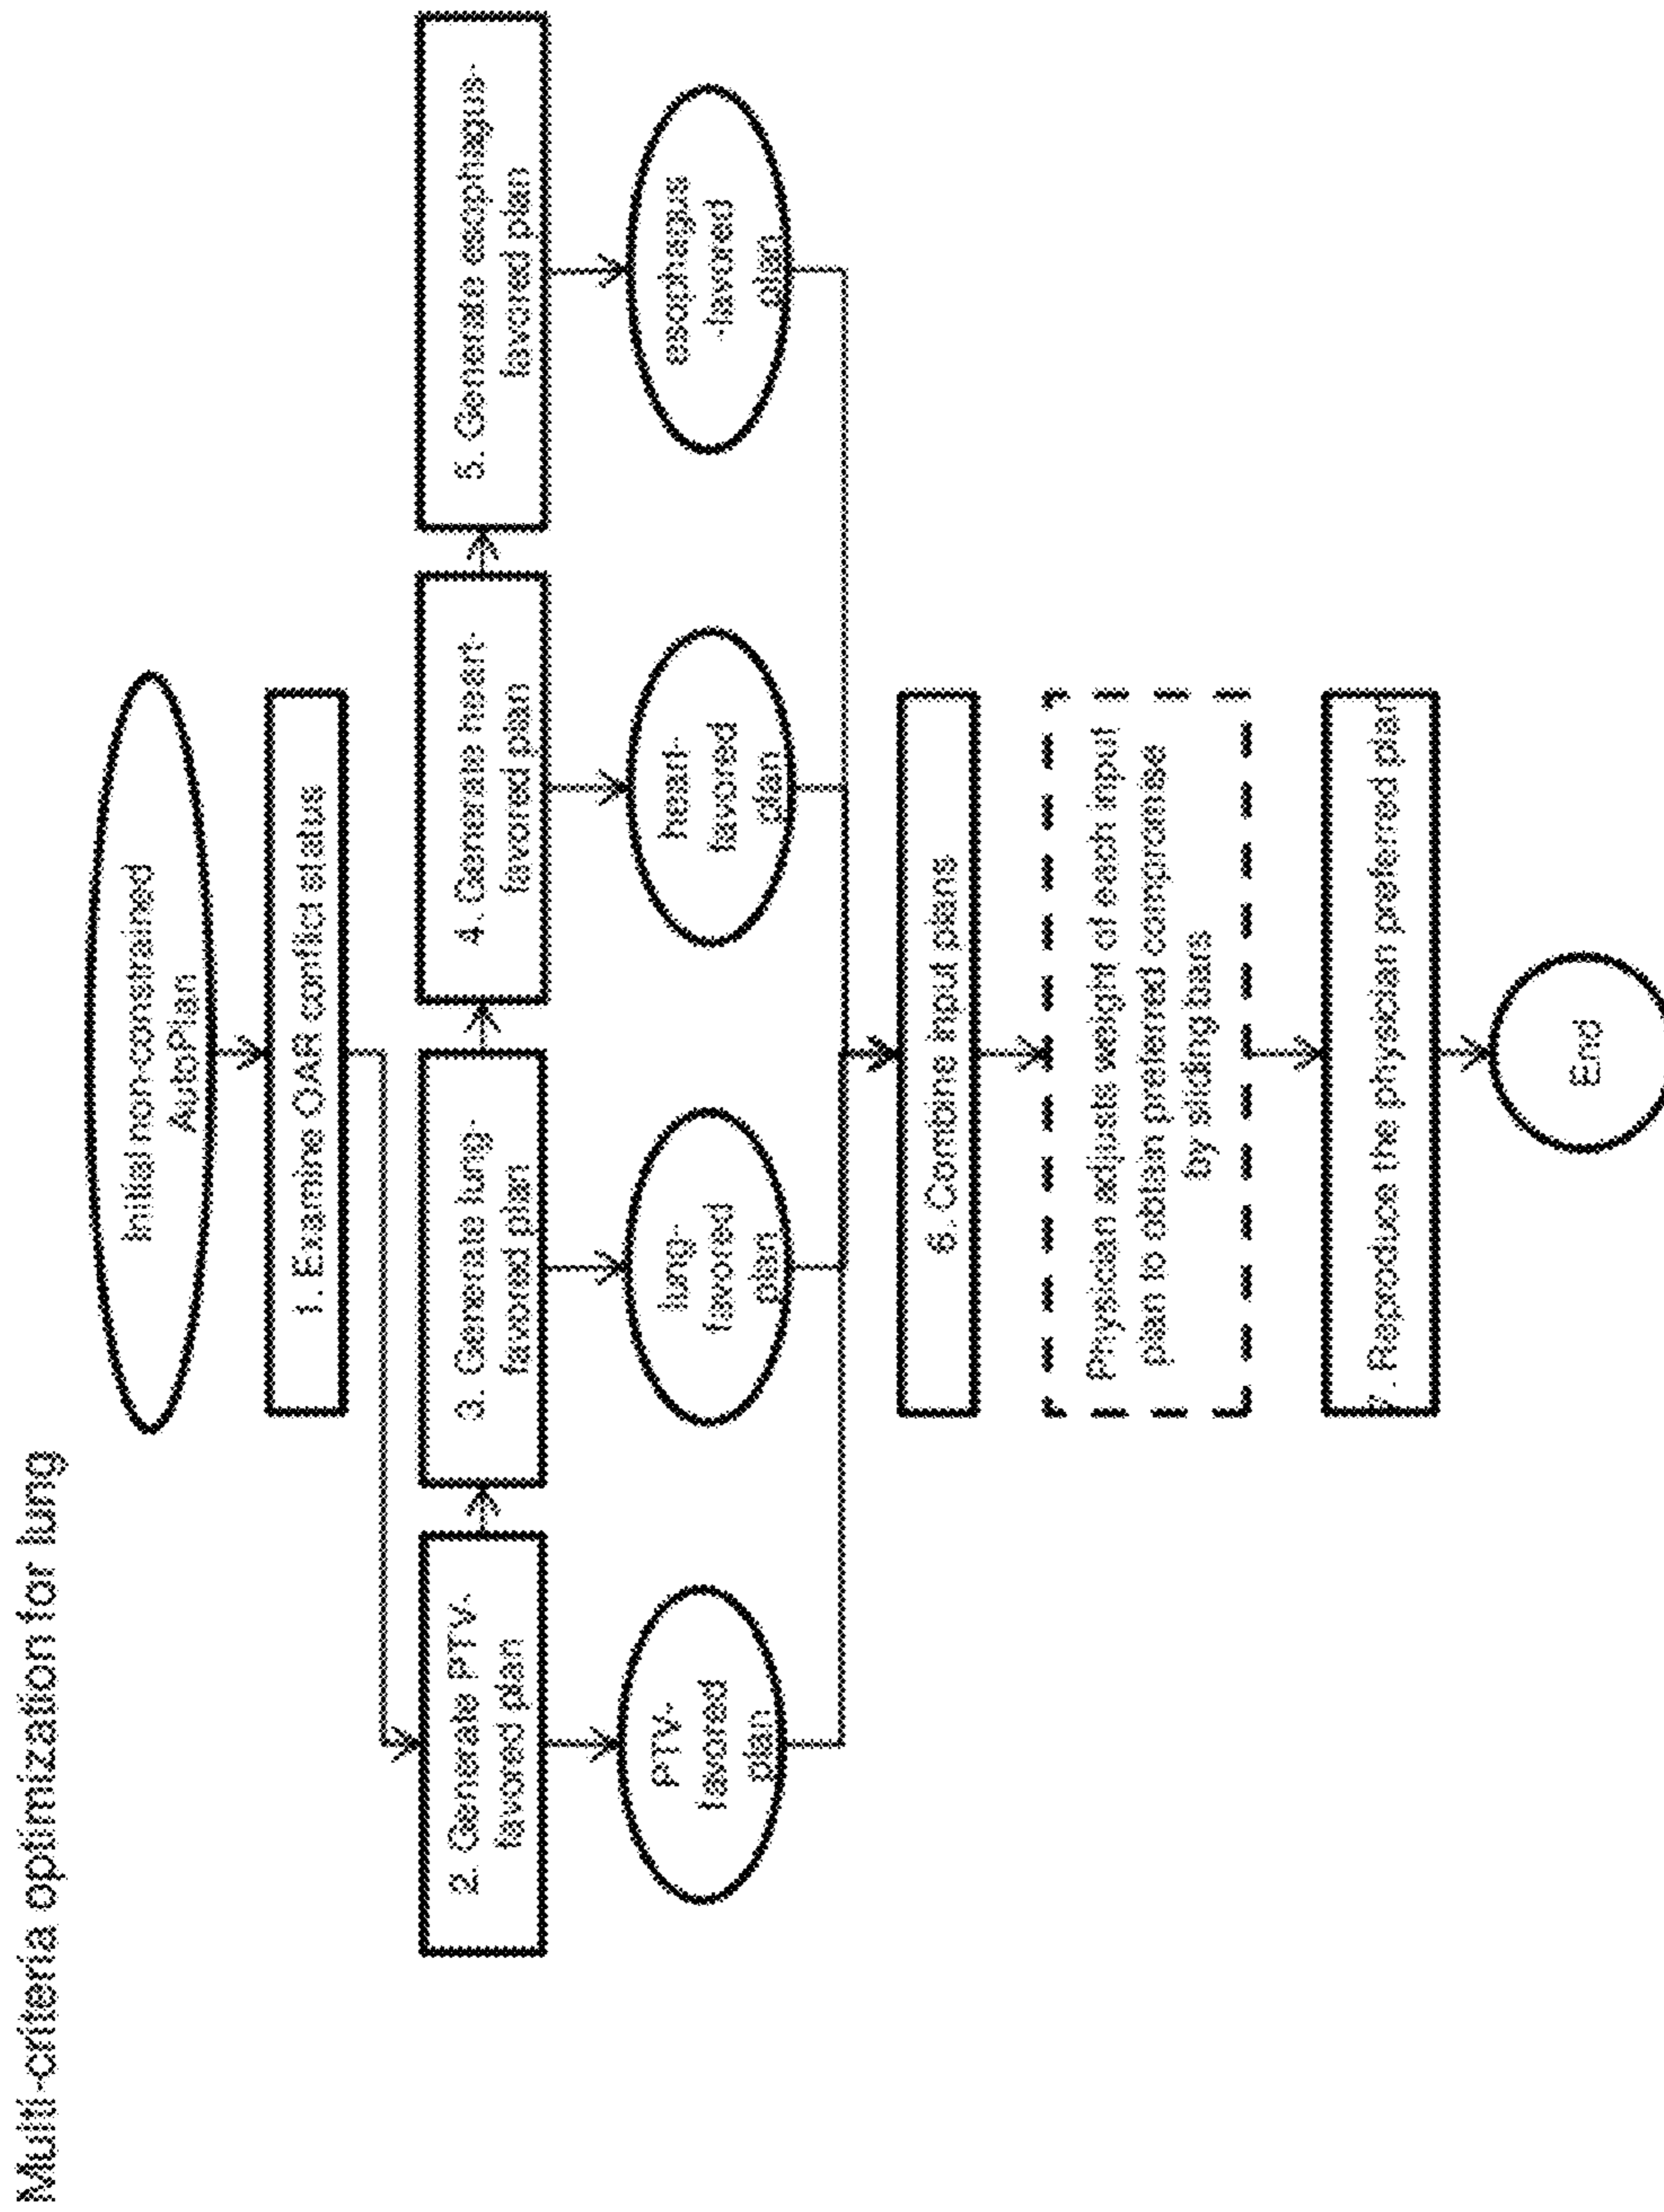 Multi-criteria optimization for lung
Initial non-constrained
AutoPlan
1. Examine OAR conflict status
2. Generate PTV-
favored plan
3. Generate lung-
favored plan
4. Generate heart-
favored plan
5. Generate esophagus-
favored plan
PTV-
favored
plan
lung-
favored
plan
heart-
favored
plan
esophagus
-favored
plan
6. Combine input plans
Physician adjusts weight of each input
plan to obtain preferred compromise
by sliding bars
7. Reproduce the physician preferred plan
End